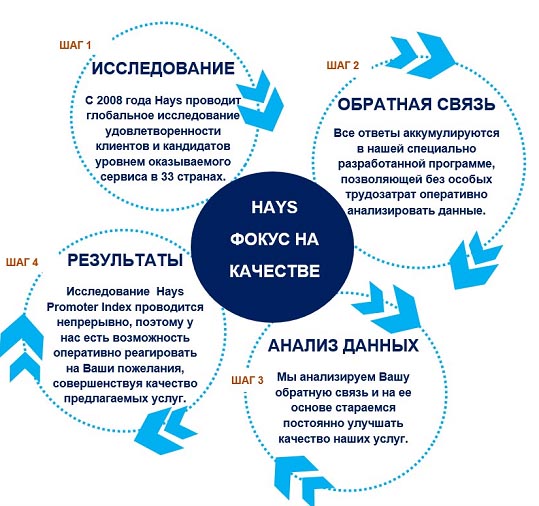 ШАГ 1
ИССЛЕДОВАНИЕ
С 2008 года Hays проводит
глобальное исследование
удовлетворенности
клиентов и кандидатов
уровнем оказываемого
сервиса в 33 странах.
ШАГ 2
ОБРАТНАЯ СВЯЗЬ
Все ответы аккумулируются
в нашей специально
разработанной программе,
позволяющей без особых
трудозатрат оперативно
анализировать данные.
HAYS
ФОКУС НА
КАЧЕСТВЕ
ШАГ 3
АНАЛИЗ ДАННЫХ
Мы анализируем Вашу
обратную связь и на ее
основе стараемся
постоянно улучшать
качество наших услуг.
ШАГ 4
РЕЗУЛЬТАТЫ
Исследование Hays
Promoter Index проводится
непрерывно, поэтому у
нас есть возможность
оперативно реагировать
на Ваши пожелания,
совершенствуя качество
предлагаемых услуг.